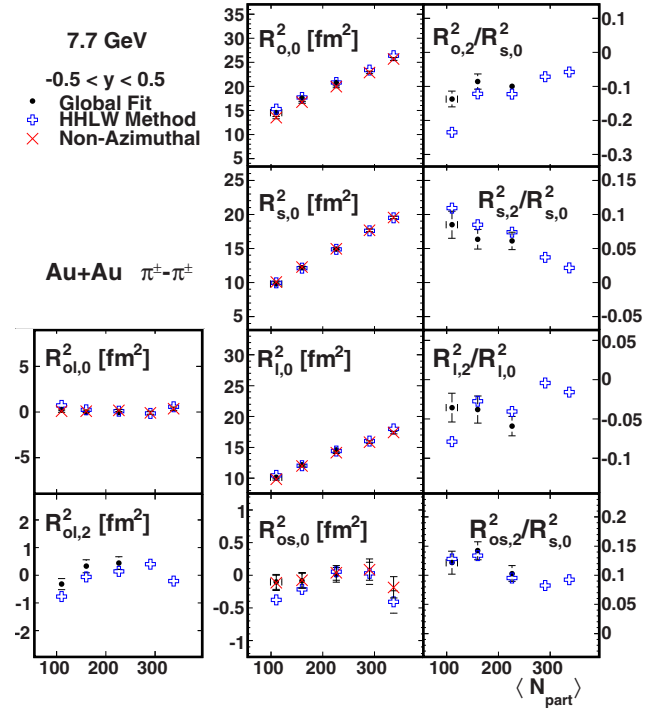 7.7 GeV
-0.5 < y < 0.5
Global Fit
HHLW Method
Non-Azimuthal
Au+Au π±-π±
R²o,0 [fm²]
35
30
25
20
15
10
5
R²o,2/R²s,0
0.1
0
-0.1
-0.2
-0.3
R²s,0 [fm²]
25
20
15
10
5
R²s,2/R²s,0
0.15
0.1
0.05
0
-0.05
R²ol,0 [fm²]
5
0
-5
R²l,0 [fm²]
30
25
20
15
10
R²l,2/R²l,0
0.05
0
-0.05
-0.1
R²ol,2 [fm²]
2
1
0
-1
-2
R²os,0 [fm²]
1
0.5
0
-0.5
-1
R²os,2/R²s,0
0.2
0.15
0.1
0.05
0
100 200 300
100 200 300
100 200 300
⟨ Npart ⟩